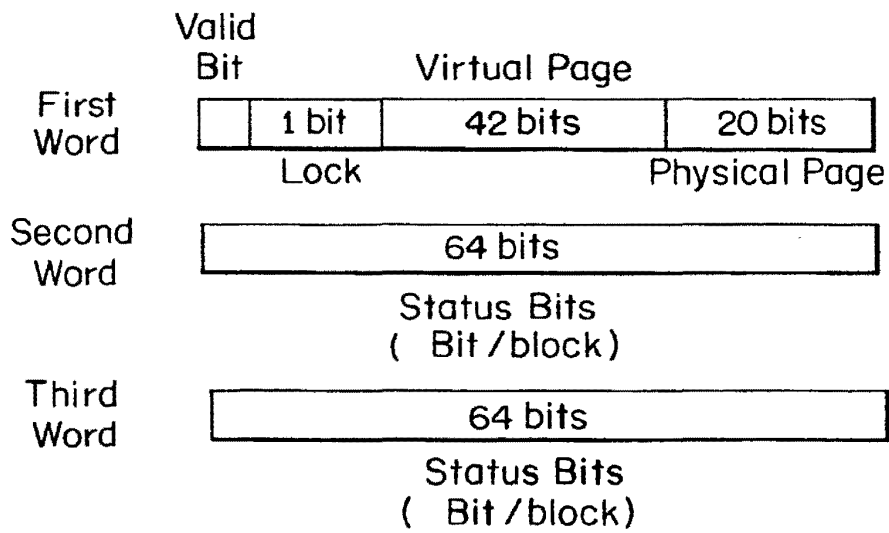 Valid
Bit
Virtual Page
First
Word
1 bit
42 bits
20 bits
Lock
Physical Page
Second
Word
64 bits
Status Bits
( Bit/block)
Third
Word
64 bits
Status Bits
( Bit/block)